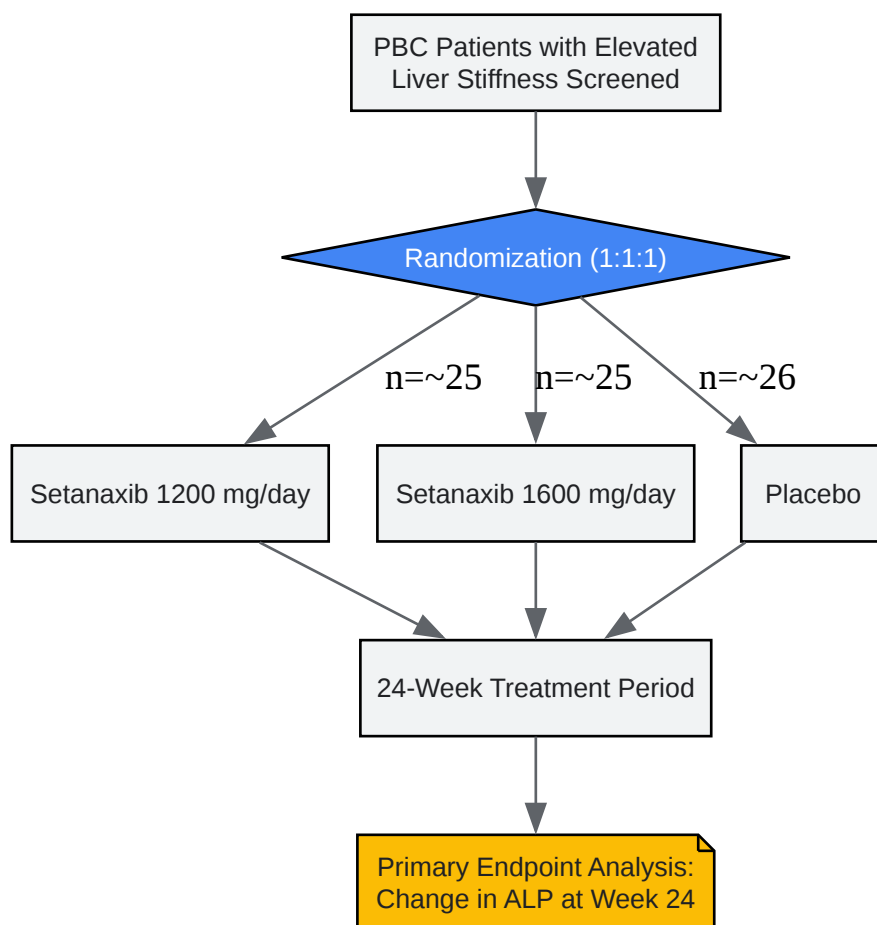 PBC Patients with Elevated
Liver Stiffness Screened
Randomization (1:1:1)
n=~25
n=~25
n=~26
Setanaxib 1200 mg/day
Setanaxib 1600 mg/day
Placebo
24-Week Treatment Period
Primary Endpoint Analysis:
Change in ALP at Week 24